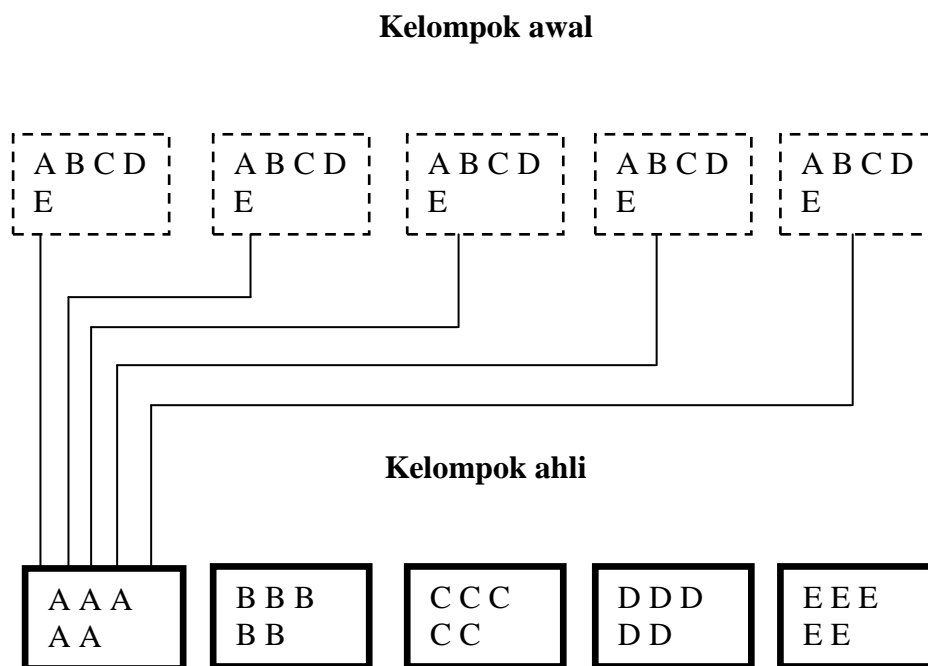 Kelompok awal
A B C D
E
A B C D
E
A B C D
E
A B C D
E
A B C D
E
Kelompok ahli
A A A
A A
B B B
B B
C C C
C C
D D D
D D
E E E
E E